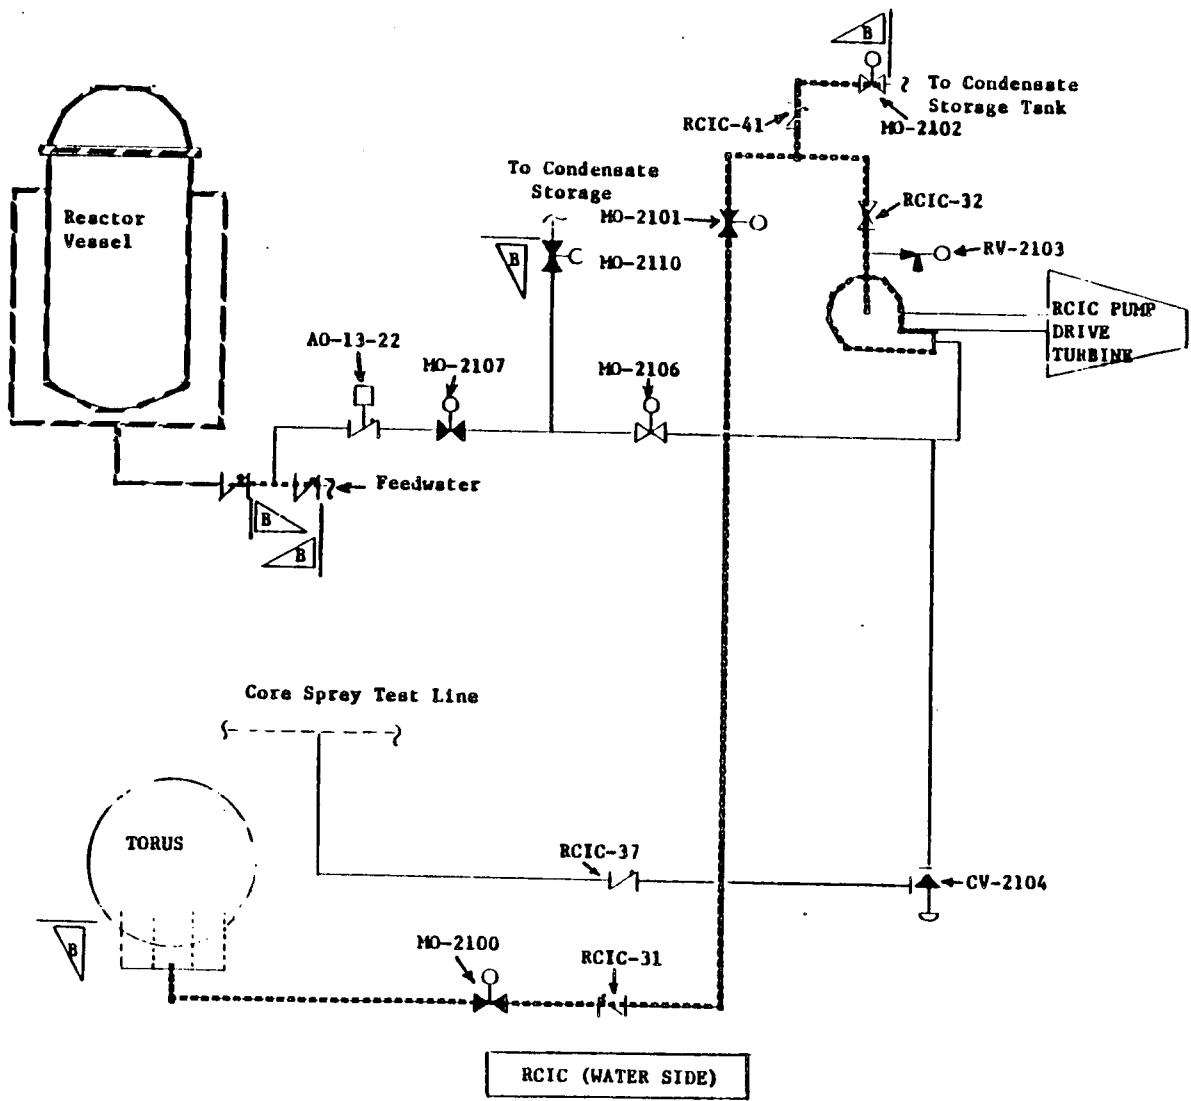 B
To Condensate
Storage Tank
RCIC-41
MO-2102
To Condensate
Storage
RCIC-32
MO-2101
Reactor
Vessel
B
MO-2110
RV-2103
RCIC PUMP
DRIVE
TURBINE
AO-13-22
MO-2107
MO-2106
Feedwater
B
B
Core Spray Test Line
TORUS
RCIC-37
CV-2104
B
MO-2100
RCIC-31
RCIC (WATER SIDE)